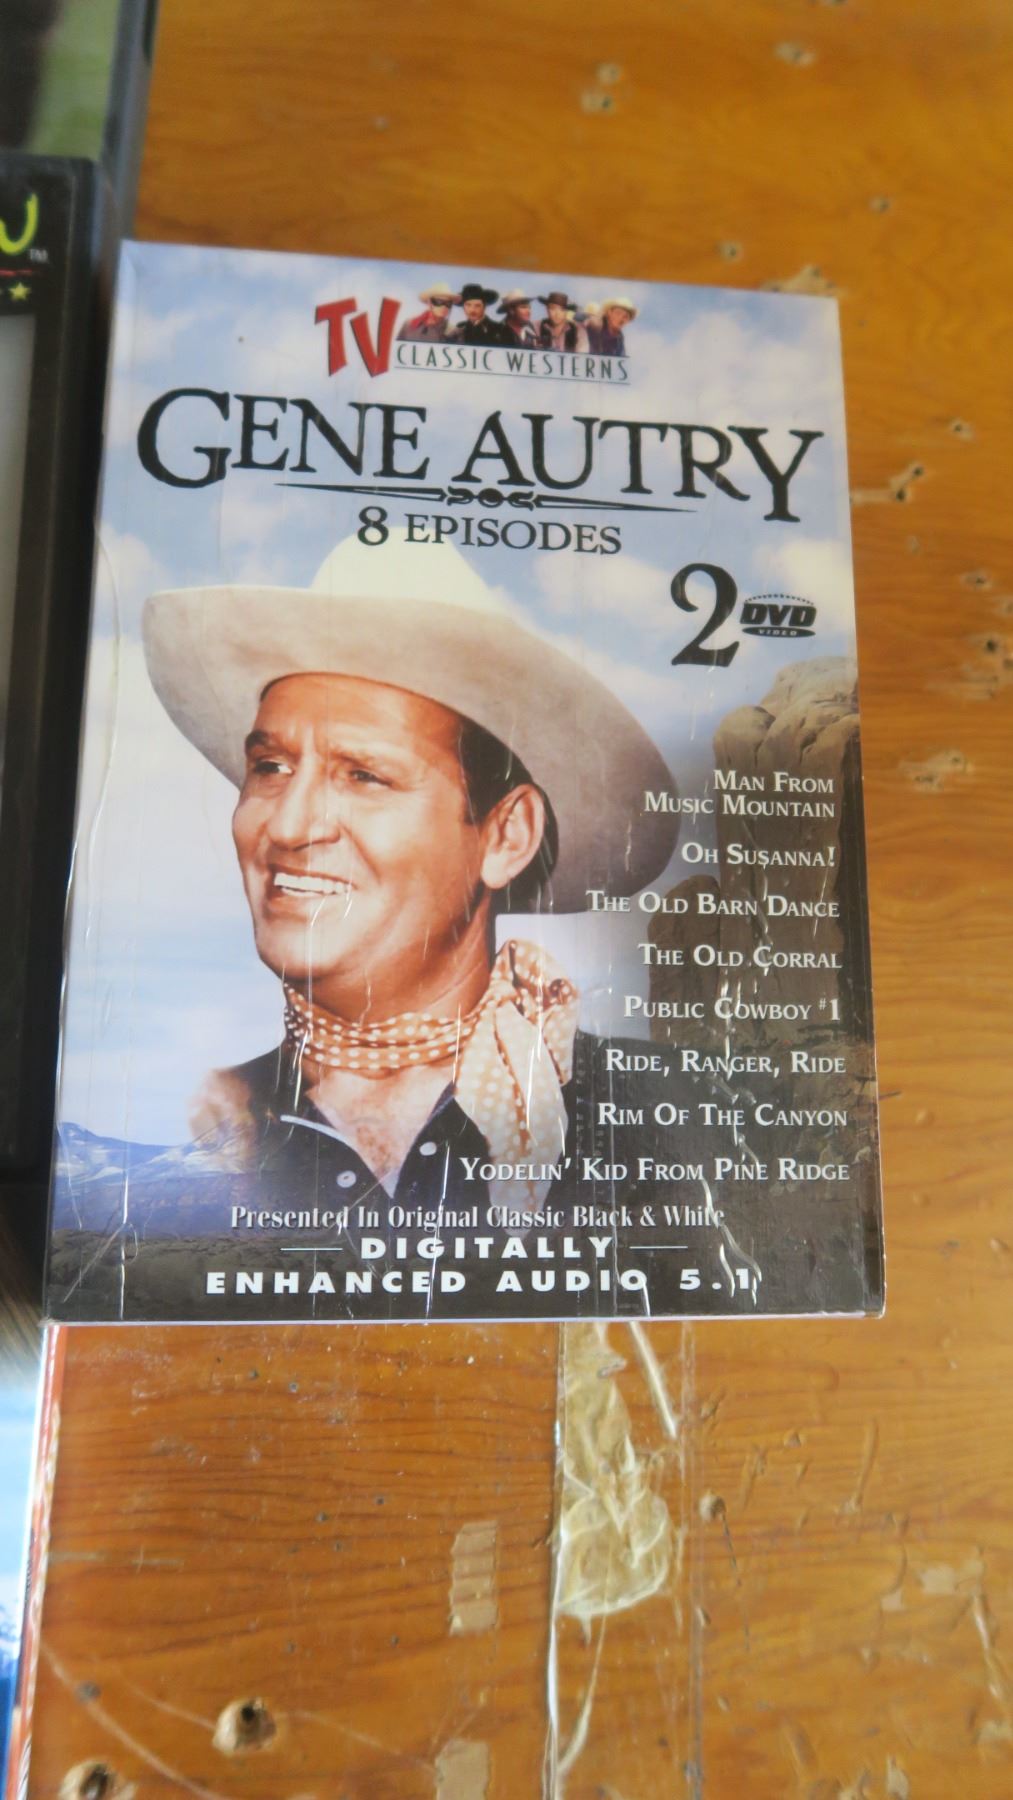 TV CLASSIC WESTERNS
GENE AUTRY
8 EPISODES
2 DVD
VIDEO
MAN FROM
MUSIC MOUNTAIN
OH SUSANNA!
THE OLD BARN DANCE
THE OLD CORRAL
PUBLIC COWBOY #1
RIDE, RANGER, RIDE
RIM OF THE CANYON
YODELIN' KID FROM PINE RIDGE
Presented In Original Classic Black & White
DIGITALLY
ENHANCED AUDIO 5.1